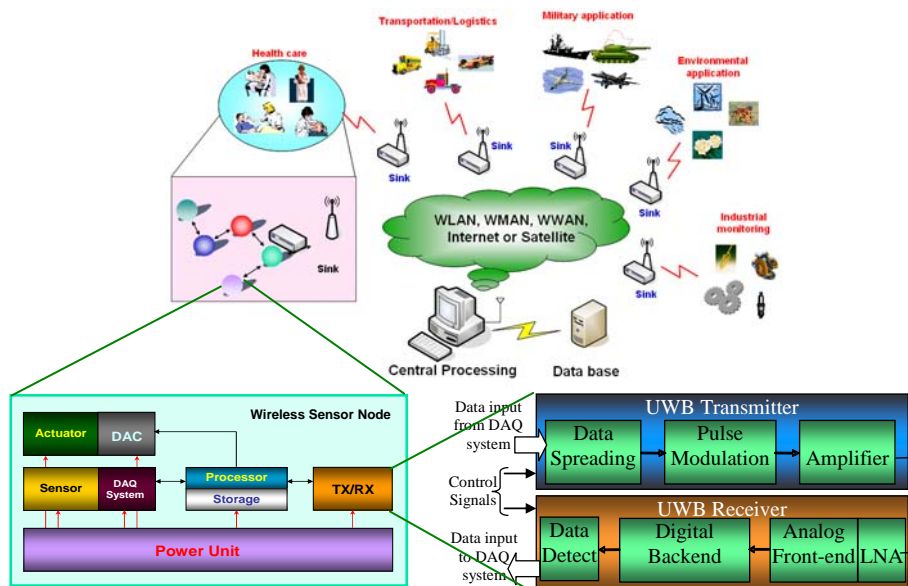 Transportation/Logistics
Military application
Health care
Environmental
application
Sink
Sink
Sink
Sink
WLAN, WMAN, WWAN,
Internet or Satellite
Industrial
monitoring
Sink
Sink
Central Processing
Data base
Wireless Sensor Node
Actuator
DAC
Sensor
DAQ
System
Processor
Storage
TX/RX
Power Unit
Data input
from DAQ
system
Control
Signals
Data input
to DAQ
system
UWB Transmitter
Data
Spreading
Pulse
Modulation
Amplifier
UWB Receiver
Data
Detect
Digital
Backend
Analog
Front-end
LNA